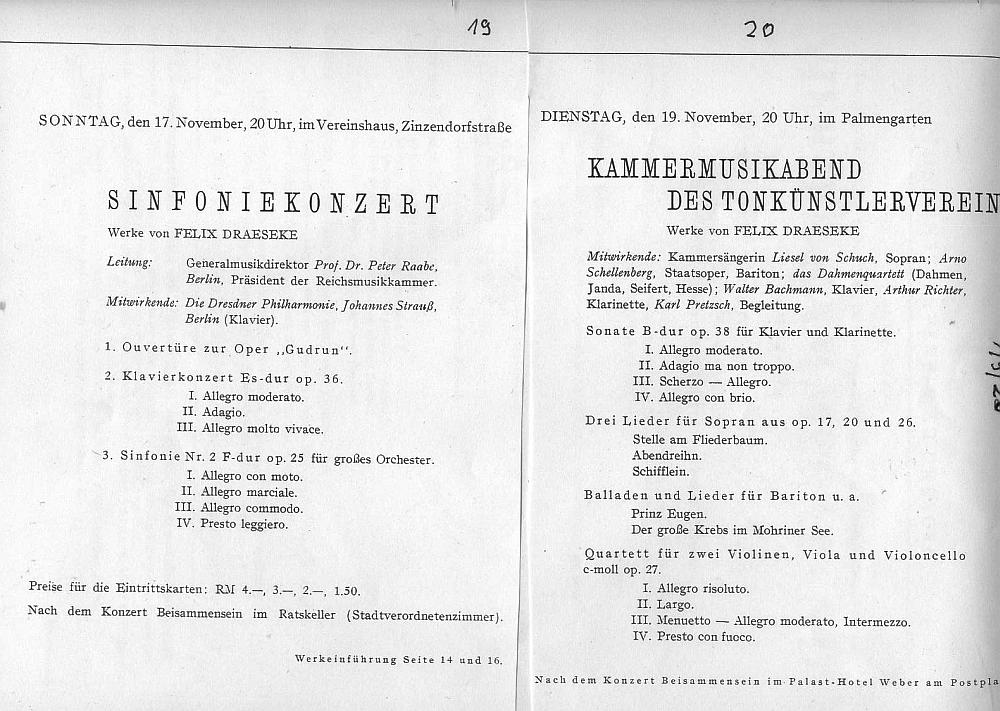 19
SONNTAG, den 17. November, 20 Uhr, im Vereinshaus, Zinzendorfstraße
SINFONIEKONZERT
Werke von FELIX DRAESEKE
Leitung: Generalmusikdirektor Prof. Dr. Peter Raabe,
Berlin, Präsident der Reichsmusikkammer.
Mitwirkende: Die Dresdner Philharmonie, Johannes Strauß,
Berlin (Klavier).
1. Ouvertüre zur Oper „Gudrun“.
2. Klavierkonzert Es-dur op. 36.
I. Allegro moderato.
II. Adagio.
III. Allegro molto vivace.
3. Sinfonie Nr. 2 F-dur op. 25 für großes Orchester.
I. Allegro con moto.
II. Allegro marciale.
III. Allegro commodo.
IV. Presto leggiero.
Preise für die Eintrittskarten: RM 4.—, 3.—, 2.—, 1.50.
Nach dem Konzert Beisammensein im Ratskeller (Stadtverordnetenzimmer).
Werkeinführung Seite 14 und 16.
20
DIENSTAG, den 19. November, 20 Uhr, im Palmengarten
KAMMERMUSIKABEND
DES TONKÜNSTLERVEREIN
Werke von FELIX DRAESEKE
Mitwirkende: Kammersängerin Liesel von Schuch, Sopran; Arno
Schellenberg, Staatsoper, Bariton; das Dahmenquartett (Dahmen,
Janda, Seifert, Hesse); Walter Bachmann, Klavier, Arthur Richter,
Klarinette, Karl Pretzsch, Begleitung.
Sonate B-dur op. 38 für Klavier und Klarinette.
I. Allegro moderato.
II. Adagio ma non troppo.
III. Scherzo — Allegro.
IV. Allegro con brio.
Drei Lieder für Sopran aus op. 17, 20 und 26.
Stelle am Fliederbaum.
Abendreihn.
Schifflein.
Balladen und Lieder für Bariton u. a.
Prinz Eugen.
Der große Krebs im Mohriner See.
Quartett für zwei Violinen, Viola und Violoncello
c-moll op. 27.
I. Allegro risoluto.
II. Largo.
III. Menuetto — Allegro moderato, Intermezzo.
IV. Presto con fuoco.
Nach dem Konzert Beisammensein im Palast-Hotel Weber am Postpla